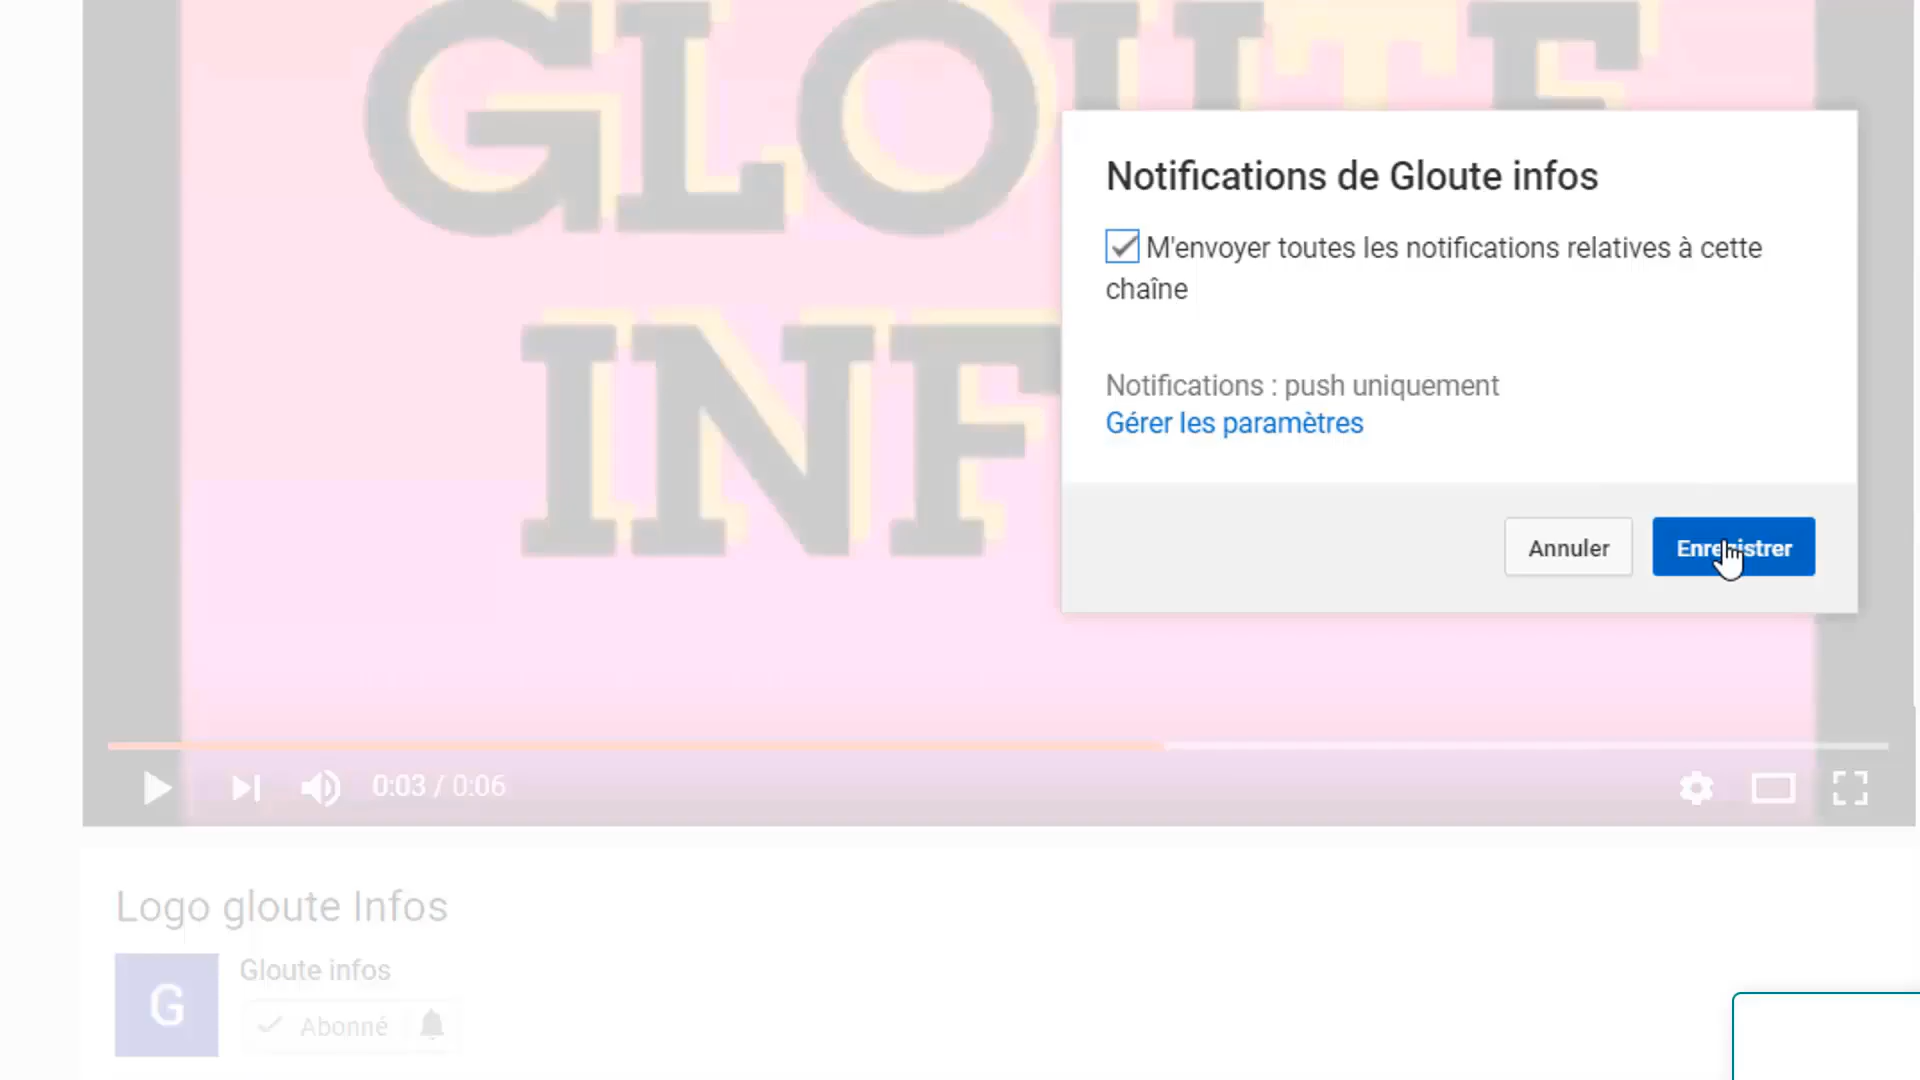 GLOUTE
INF
Notifications de Gloute infos
M'envoyer toutes les notifications relatives à cette
chaîne
Notifications : push uniquement
Gérer les paramètres
Annuler
Enregistrer
0:03 / 0:06
Logo gloute Infos
G
Gloute infos
Abonné